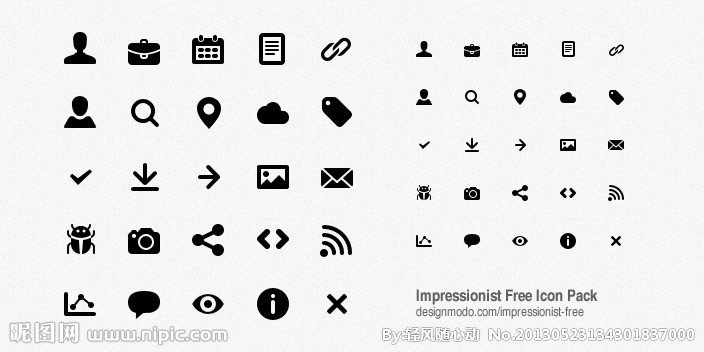 Impressionist Free Icon Pack
designmodo.com/impressionist-free
昵图网 www.nipic.com
By:轻风随心动 No.20130523134301837000